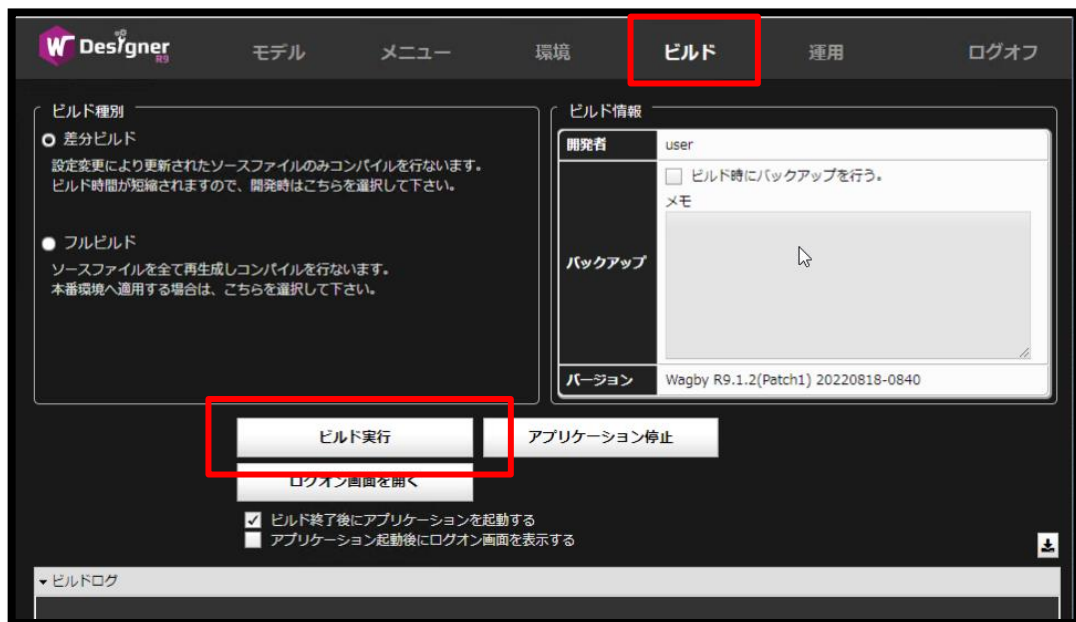 W Designer R9
モデル
メニュー
環境
ビルド
運用
ログオフ
ビルド種別
差分ビルド
設定変更により更新されたソースファイルのみコンパイルを行ないます。
ビルド時間が短縮されますので、開発時はこちらを選択して下さい。
フルビルド
ソースファイルを全て再生成しコンパイルを行ないます。
本番環境へ適用する場合は、こちらを選択して下さい。
ビルド情報
開発者
user
バックアップ
ビルド時にバックアップを行う。
メモ
バージョン
Wagby R9.1.2(Patch1) 20220818-0840
ビルド実行
アプリケーション停止
ログオン画面を開く
ビルド終了後にアプリケーションを起動する
アプリケーション起動後にログオン画面を表示する
ビルドログ